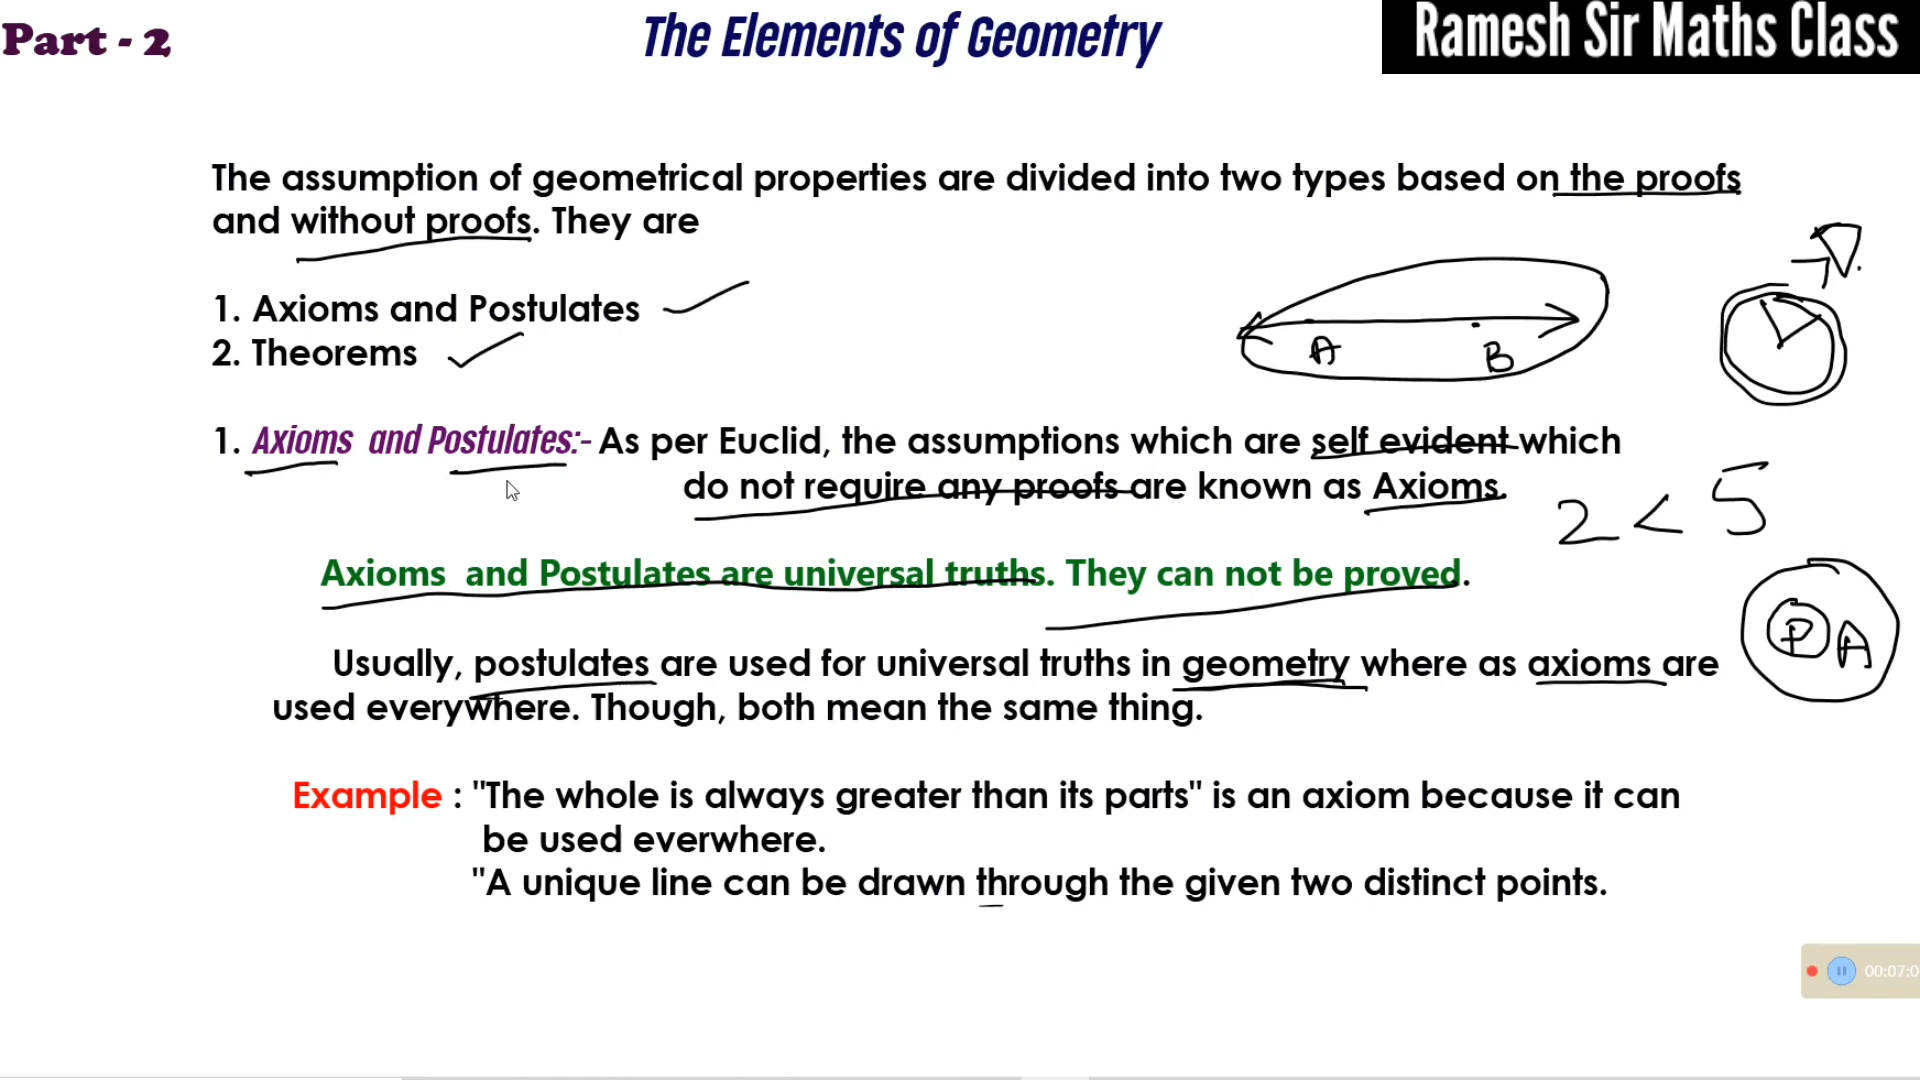 Part - 2
The Elements of Geometry
Ramesh Sir Maths Class
The assumption of geometrical properties are divided into two types based on the proofs
and without proofs. They are
1. Axioms and Postulates
2. Theorems
A B
1. Axioms and Postulates:- As per Euclid, the assumptions which are self evident which
do not require any proofs are known as Axioms.
2 < 5
Axioms and Postulates are universal truths. They can not be proved.
P A
Usually, postulates are used for universal truths in geometry where as axioms are
used everywhere. Though, both mean the same thing.
Example : "The whole is always greater than its parts" is an axiom because it can
be used everwhere.
"A unique line can be drawn through the given two distinct points.
00:07:0